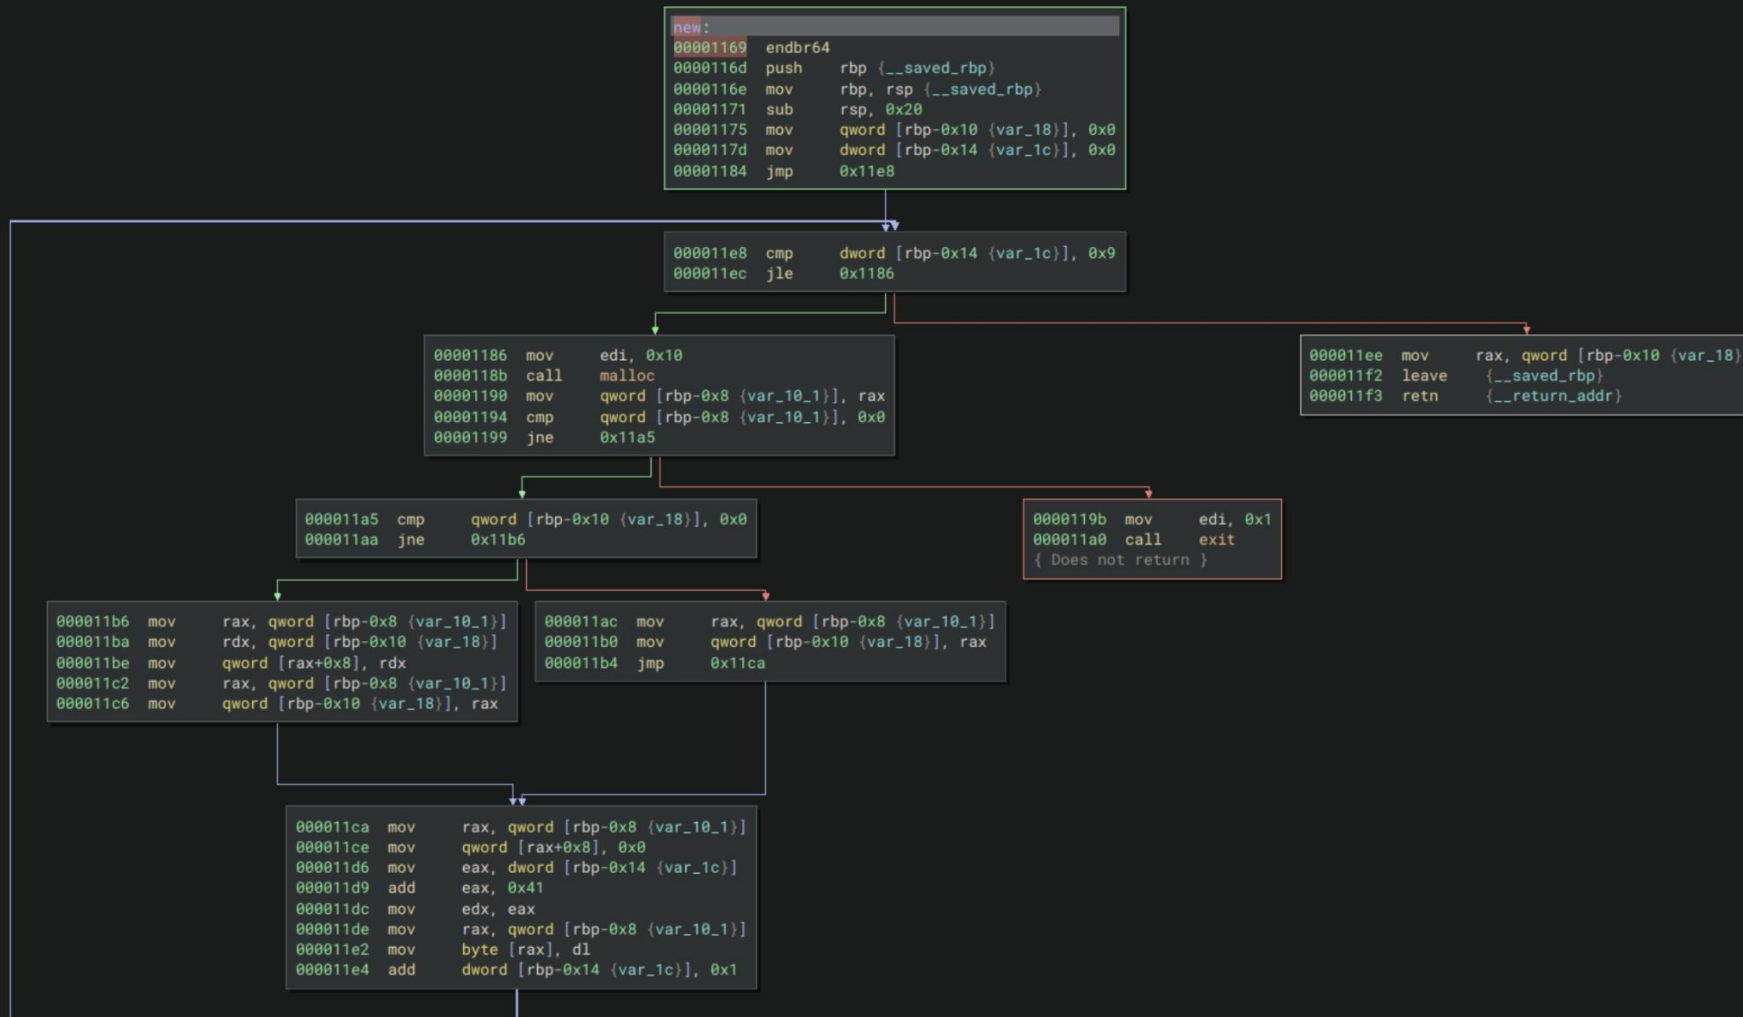 new:
00001169 endbr64
0000116d push rbp {__saved_rbp}
0000116e mov rbp, rsp {__saved_rbp}
00001171 sub rsp, 0x20
00001175 mov qword [rbp-0x10 {var_18}], 0x0
0000117d mov dword [rbp-0x14 {var_1c}], 0x0
00001184 jmp 0x11e8
000011e8 cmp dword [rbp-0x14 {var_1c}], 0x9
000011ec jle 0x1186
00001186 mov edi, 0x10
0000118b call malloc
00001190 mov qword [rbp-0x8 {var_10_1}], rax
00001194 cmp qword [rbp-0x8 {var_10_1}], 0x0
00001199 jne 0x11a5
000011ee mov rax, qword [rbp-0x10 {var_18}
000011f2 leave {__saved_rbp}
000011f3 retn {__return_addr}
000011a5 cmp qword [rbp-0x10 {var_18}], 0x0
000011aa jne 0x11b6
0000119b mov edi, 0x1
000011a0 call exit
{ Does not return }
000011b6 mov rax, qword [rbp-0x8 {var_10_1}]
000011ba mov rdx, qword [rbp-0x10 {var_18}]
000011be mov qword [rax+0x8], rdx
000011c2 mov rax, qword [rbp-0x8 {var_10_1}]
000011c6 mov qword [rbp-0x10 {var_18}], rax
000011ac mov rax, qword [rbp-0x8 {var_10_1}]
000011b0 mov qword [rbp-0x10 {var_18}], rax
000011b4 jmp 0x11ca
000011ca mov rax, qword [rbp-0x8 {var_10_1}]
000011ce mov qword [rax+0x8], 0x0
000011d6 mov eax, dword [rbp-0x14 {var_1c}]
000011d9 add eax, 0x41
000011dc mov edx, eax
000011de mov rax, qword [rbp-0x8 {var_10_1}]
000011e2 mov byte [rax], dl
000011e4 add dword [rbp-0x14 {var_1c}], 0x1